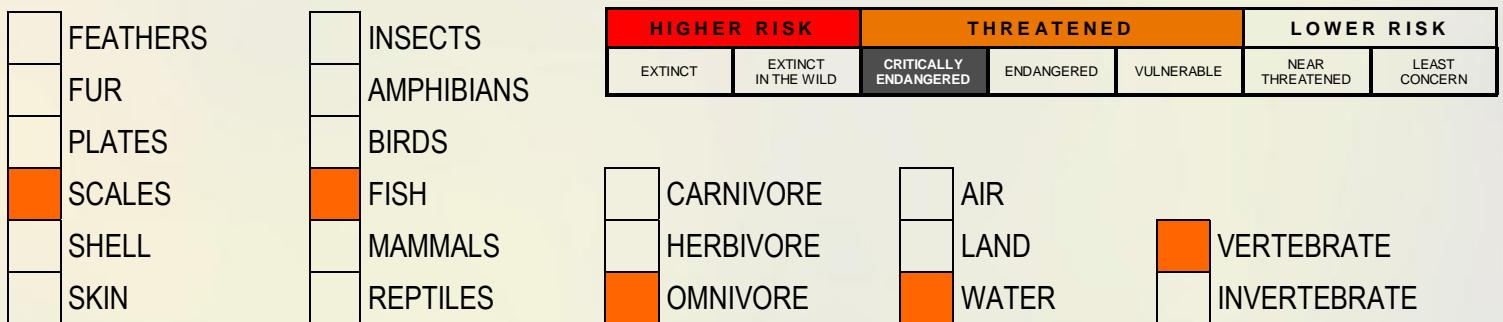 FEATHERS
FUR
PLATES
SCALES
SHELL
SKIN
INSECTS
AMPHIBIANS
BIRDS
FISH
MAMMALS
REPTILES
HIGHER RISK THREATENED LOWER RISK
EXTINCT EXTINCT IN THE WILD CRITICALLY ENDANGERED ENDANGERED VULNERABLE NEAR THREATENED LEAST CONCERN
CARNIVORE
HERBIVORE
OMNIVORE
AIR
LAND
WATER
VERTEBRATE
INVERTEBRATE